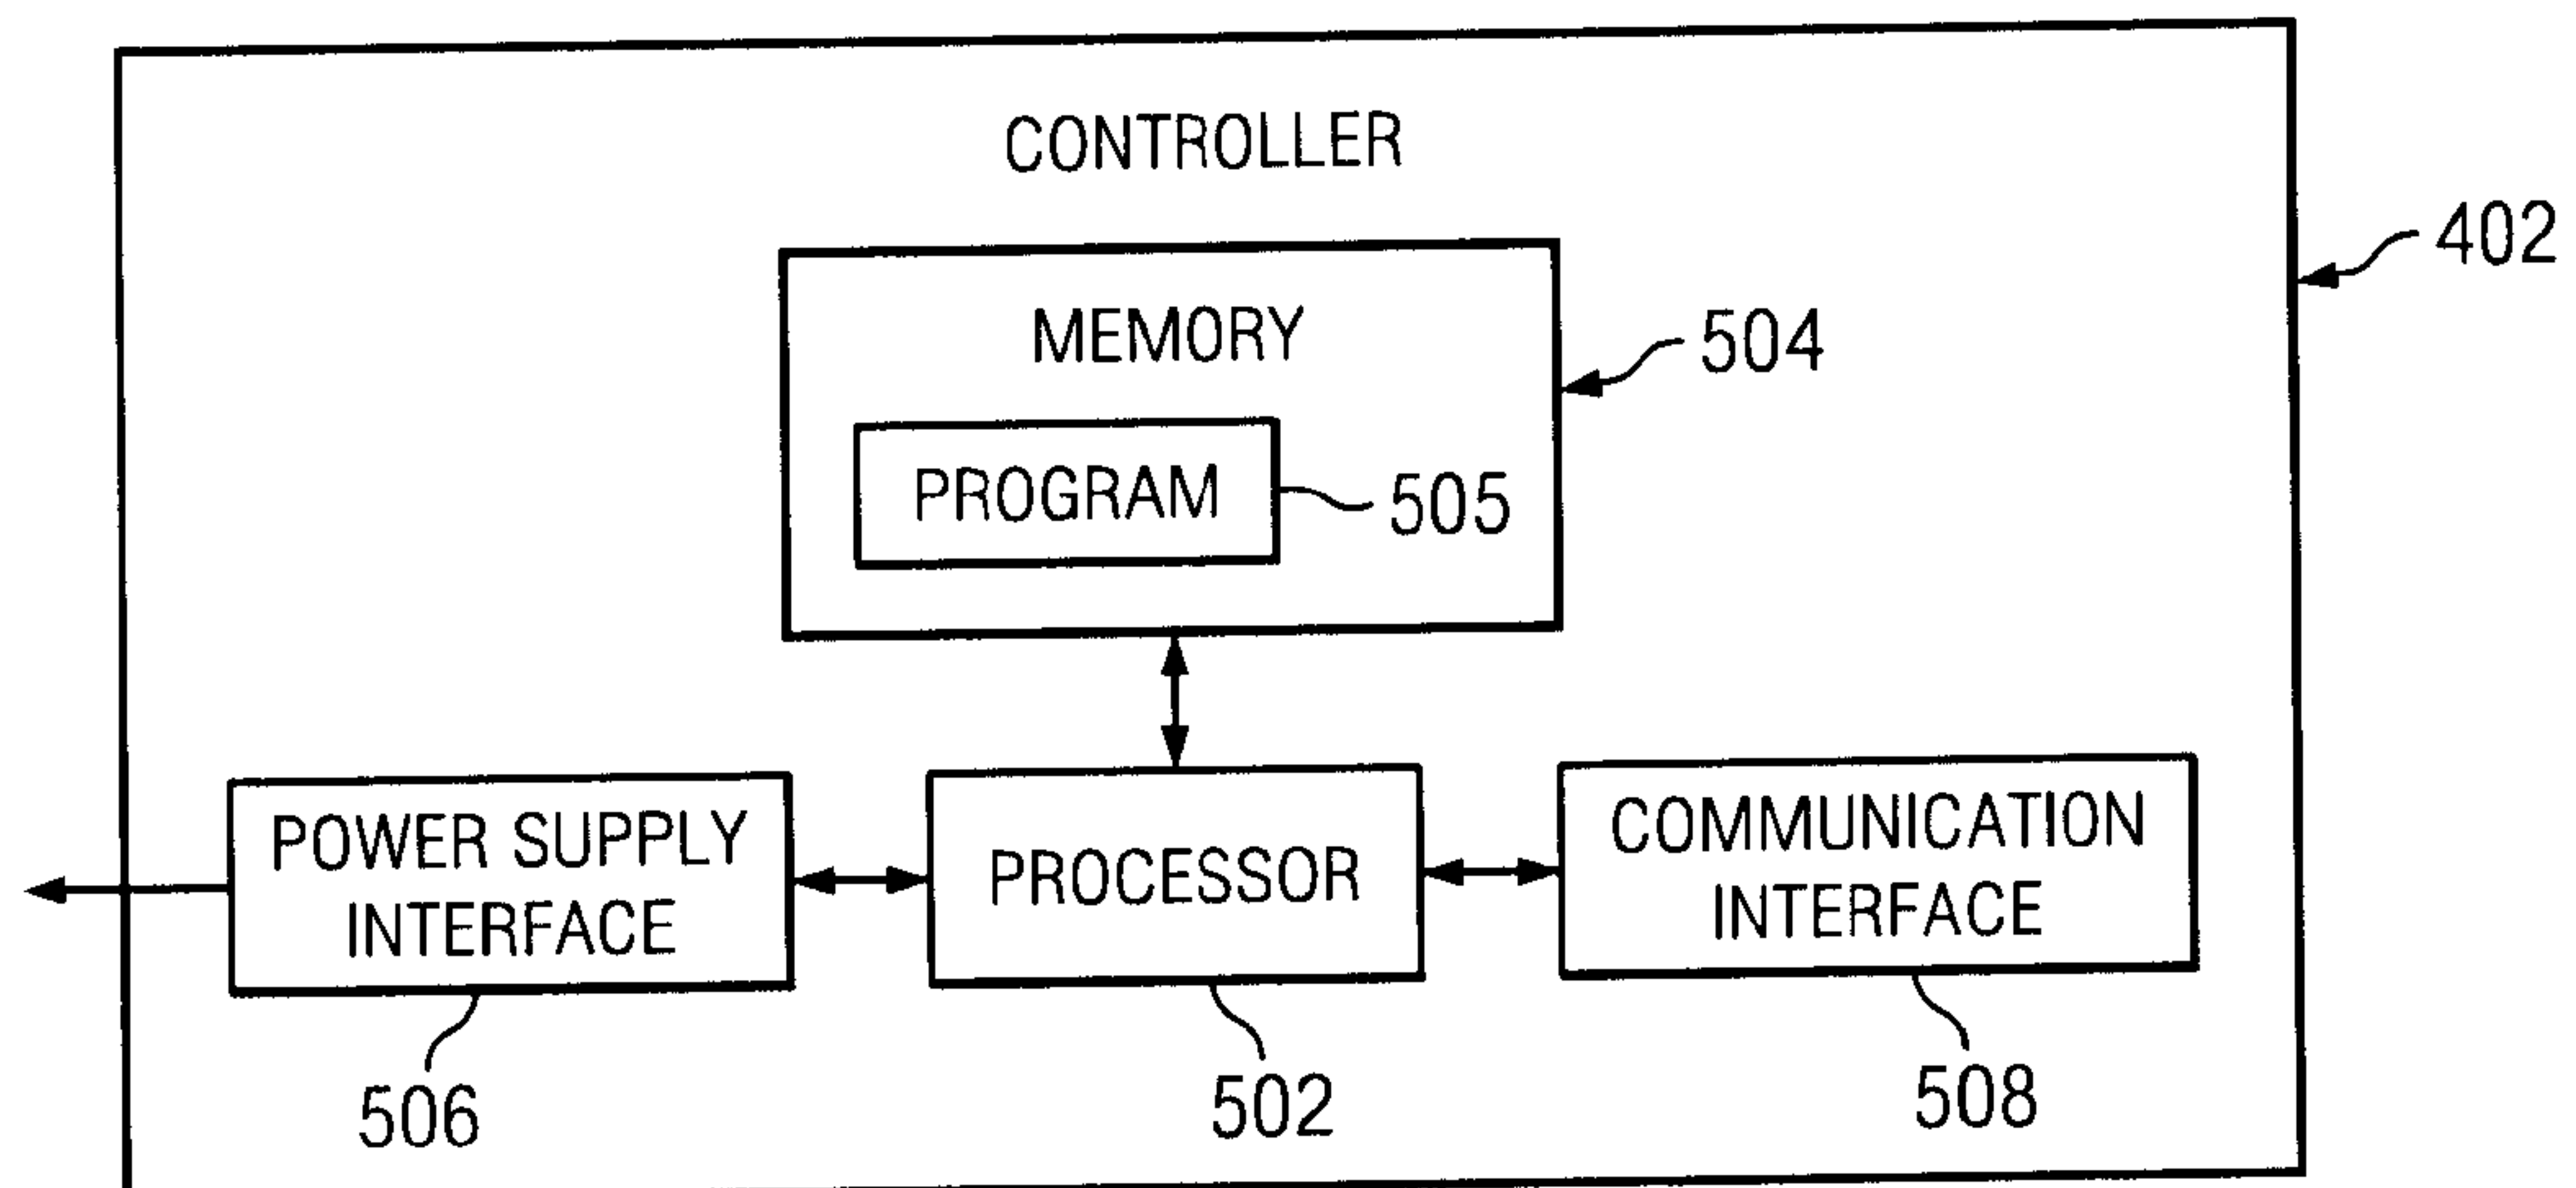 CONTROLLER
402
MEMORY
504
PROGRAM
505
POWER SUPPLY
INTERFACE
PROCESSOR
COMMUNICATION
INTERFACE
506
502
508